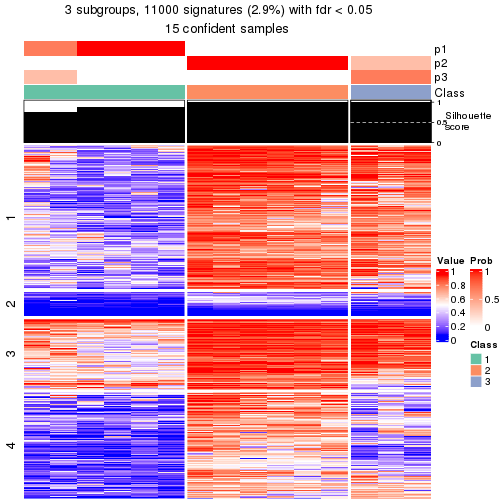 3 subgroups, 11000 signatures (2.9%) with fdr < 0.05
15 confident samples
p1
p2
p3
Class
1
0.5
0
Silhouette
score
1
2
3
4
Value
1
0.8
0.6
0.4
0.2
0
Prob
1
0.5
0
Class
1
2
3